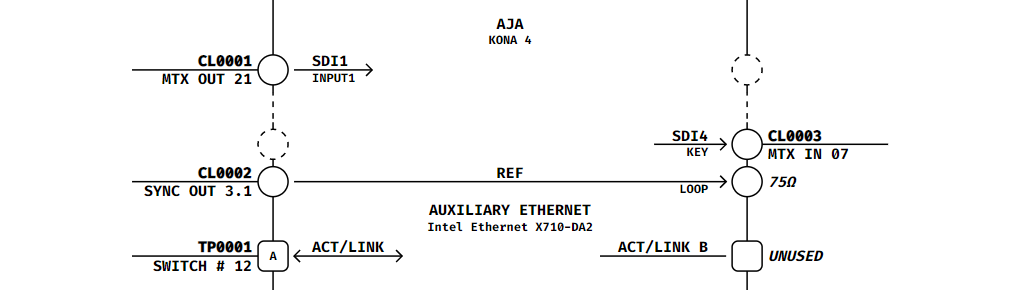 AJA
KONA 4
CL0001
MTX OUT 21
SDI1
INPUT1
SDI4
KEY
CL0003
MTX IN 07
CL0002
SYNC OUT 3.1
REF
LOOP
75Ω
AUXILIARY ETHERNET
Intel Ethernet X710-DA2
TP0001
SWITCH # 12
A
ACT/LINK
ACT/LINK B
UNUSED